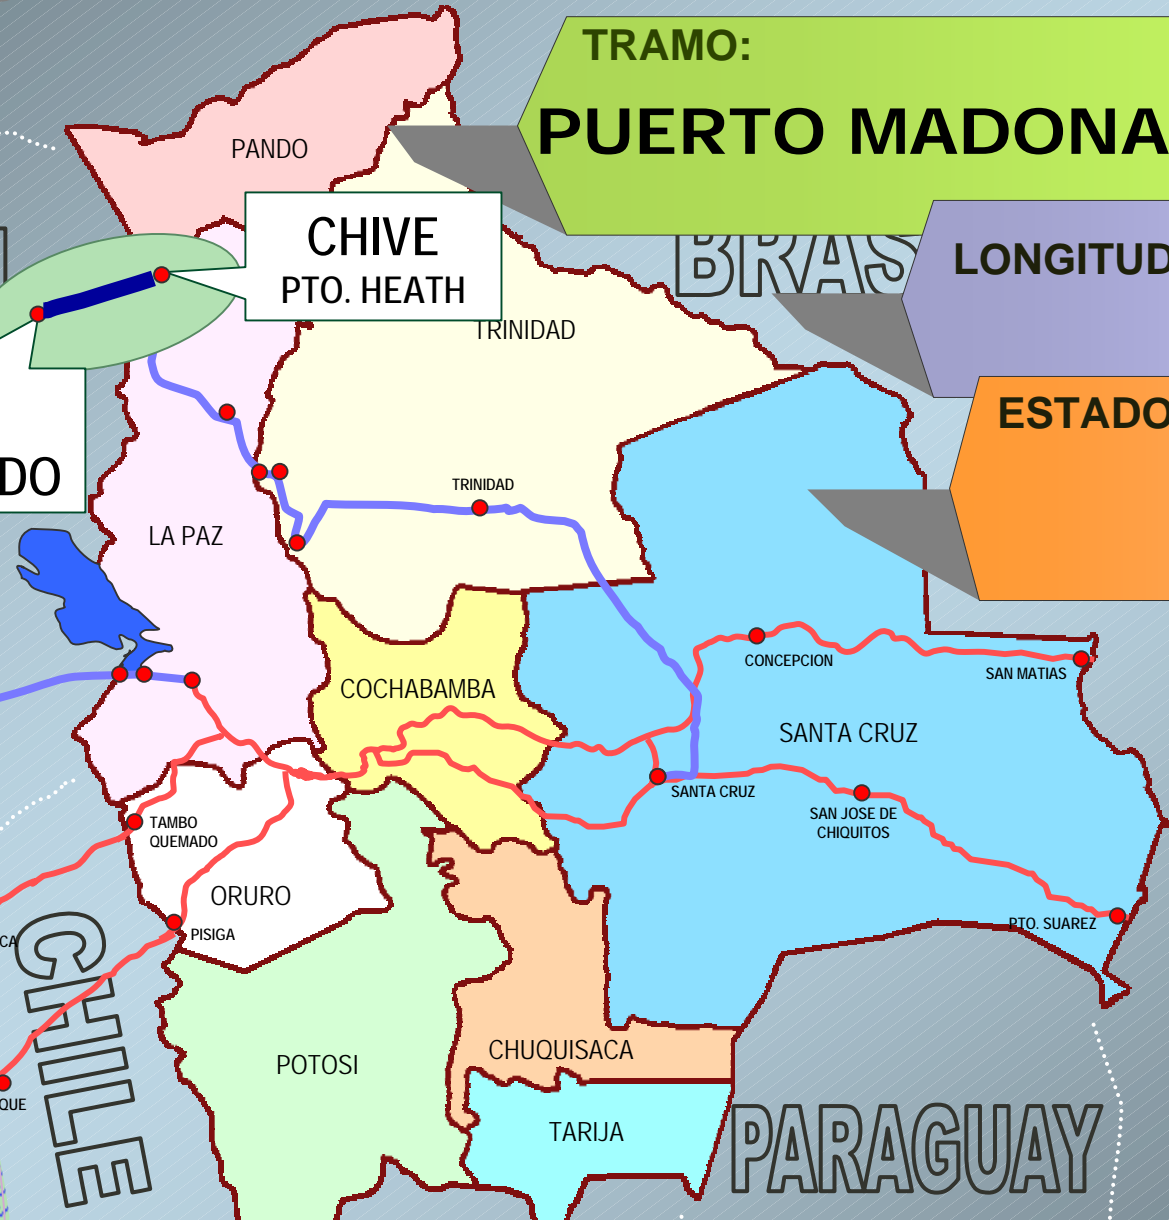 TRAMO:
PUERTO MADONA
LONGITUD
ESTADO
BRAS
PANDO
CHIVE
PTO. HEATH
TRINIDAD
DO
TRINIDAD
LA PAZ
COCHABAMBA
CONCEPCION
SAN MATIAS
SANTA CRUZ
SANTA CRUZ
SAN JOSE DE
CHIQUITOS
TAMBO
QUEMADO
ORURO
PTO. SUAREZ
PISIGA
CA
CHILE
POTOSI
CHUQUISACA
QUE
TARIJA
PARAGUAY